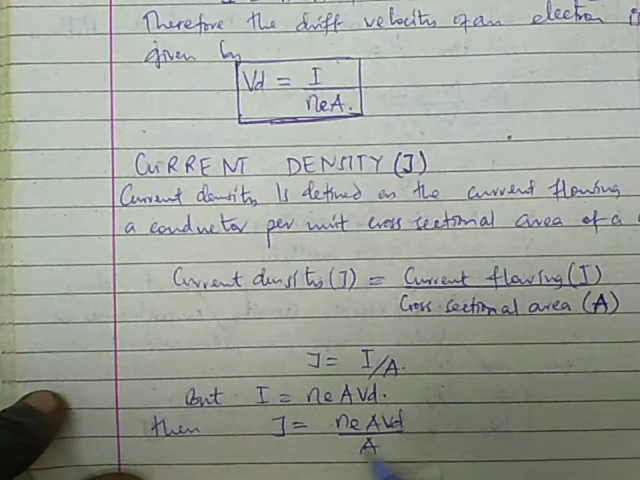 Therefore the drift velocity of an electron is
given by
Vd = I / neA.
CURRENT DENSITY (J)
Current density Is defined as the current flowing
a conductor per unit cross sectional area of a
Current density (J) = Current flowing (I) / Cross sectional area (A)
J = I/A.
but I = neAVd.
then J = neAVd / A